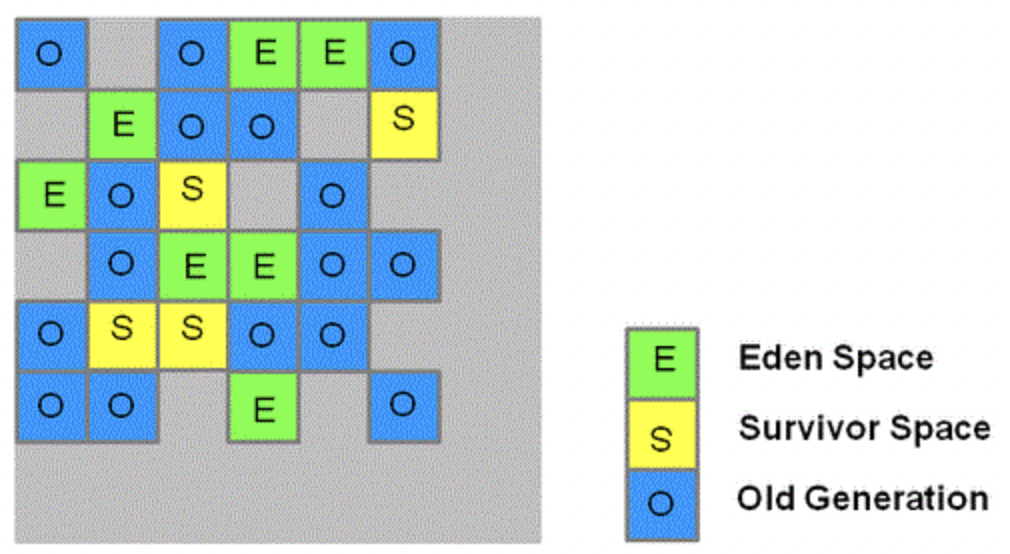 O O E E O
E O O S
E O S O
O E E O O
O S S O O
O O E O
E Eden Space
S Survivor Space
O Old Generation